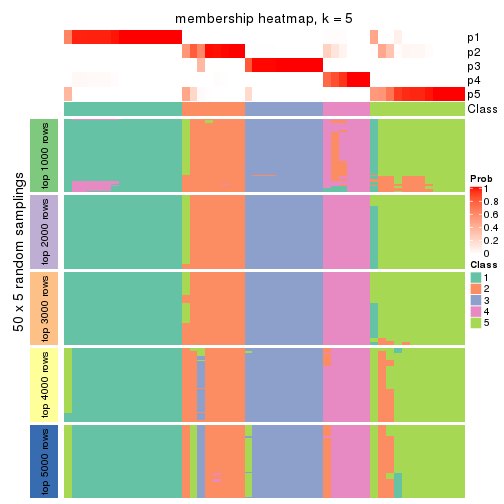 membership heatmap, k = 5
p1
p2
p3
p4
p5
Class
50 x 5 random samplings
top 1000 rows
top 2000 rows
top 3000 rows
top 4000 rows
top 5000 rows
Prob
1
0.8
0.6
0.4
0.2
0
Class
1
2
3
4
5